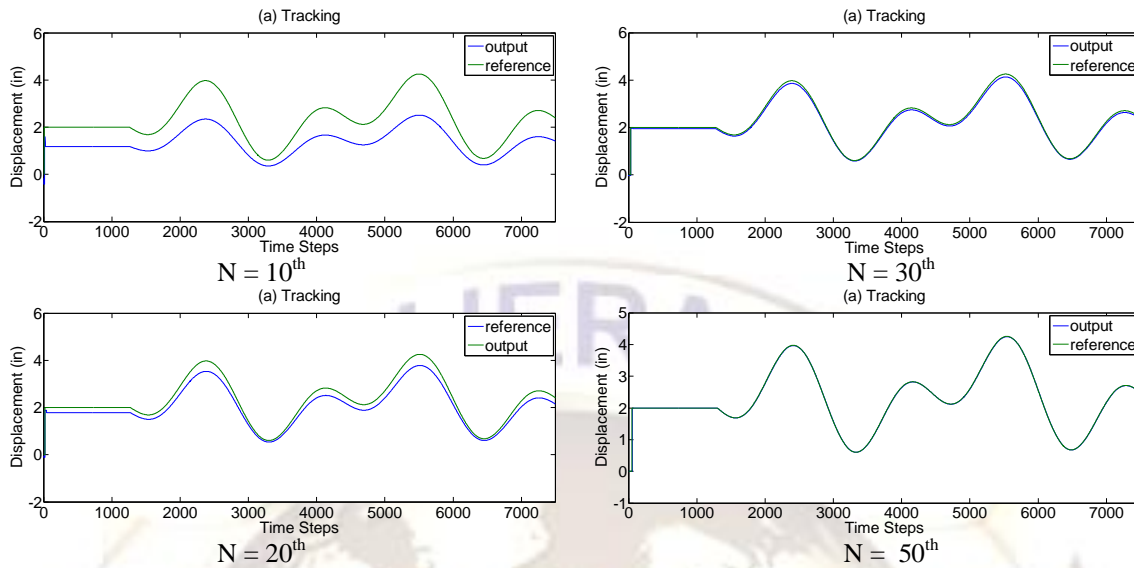 (a) Tracking
6
4
2
0
-2
Displacement (in)
output
reference
0 1000 2000 3000 4000 5000 6000 7000
Time Steps
N = 10th
(a) Tracking
6
4
2
0
-2
Displacement (in)
output
reference
0 1000 2000 3000 4000 5000 6000 7000
Time Steps
N = 30th
(a) Tracking
6
4
2
0
-2
Displacement (in)
reference
output
0 1000 2000 3000 4000 5000 6000 7000
Time Steps
N = 20th
(a) Tracking
5
4
3
2
1
0
-1
Displacement (in)
output
reference
0 1000 2000 3000 4000 5000 6000 7000
Time Steps
N = 50th